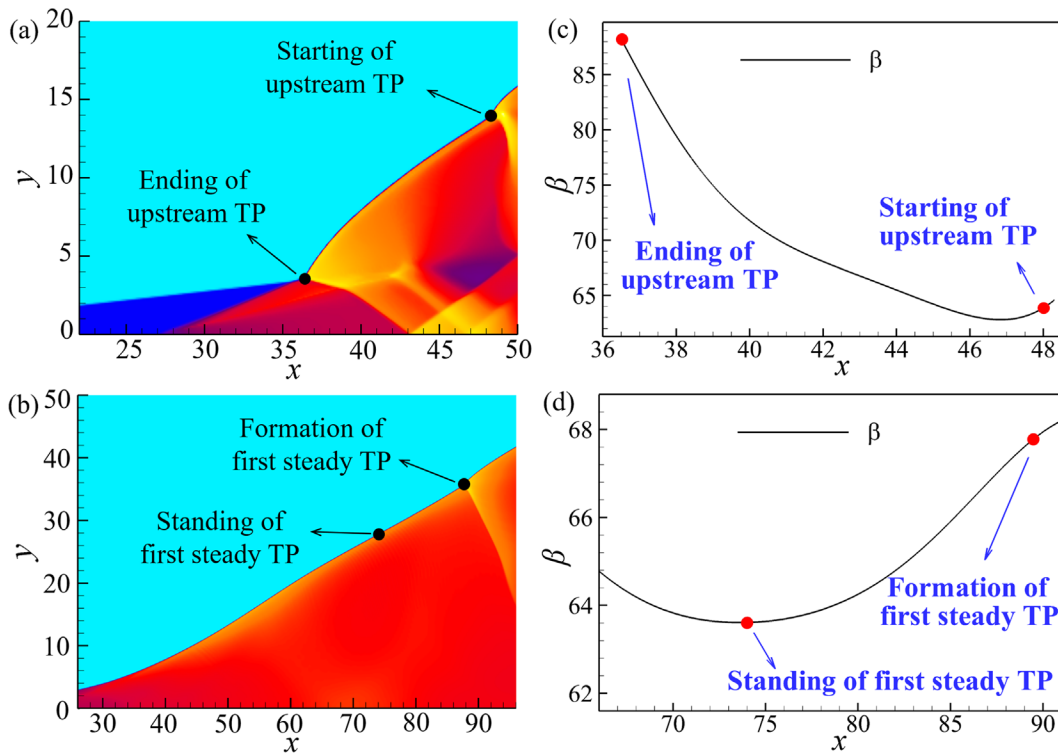 (a)
20
15
10
5
0
y
25 30 35 40 45 50
x
Starting of
upstream TP
Ending of
upstream TP
(c)
85
80
75
70
65
β
36 38 40 42 44 46 48
x
β
Ending of
upstream TP
Starting of
upstream TP
(b)
50
40
30
20
10
0
y
30 40 50 60 70 80 90
x
Formation of
first steady TP
Standing of
first steady TP
(d)
68
66
64
62
β
70 75 80 85 90
x
β
Formation of
first steady TP
Standing of first steady TP